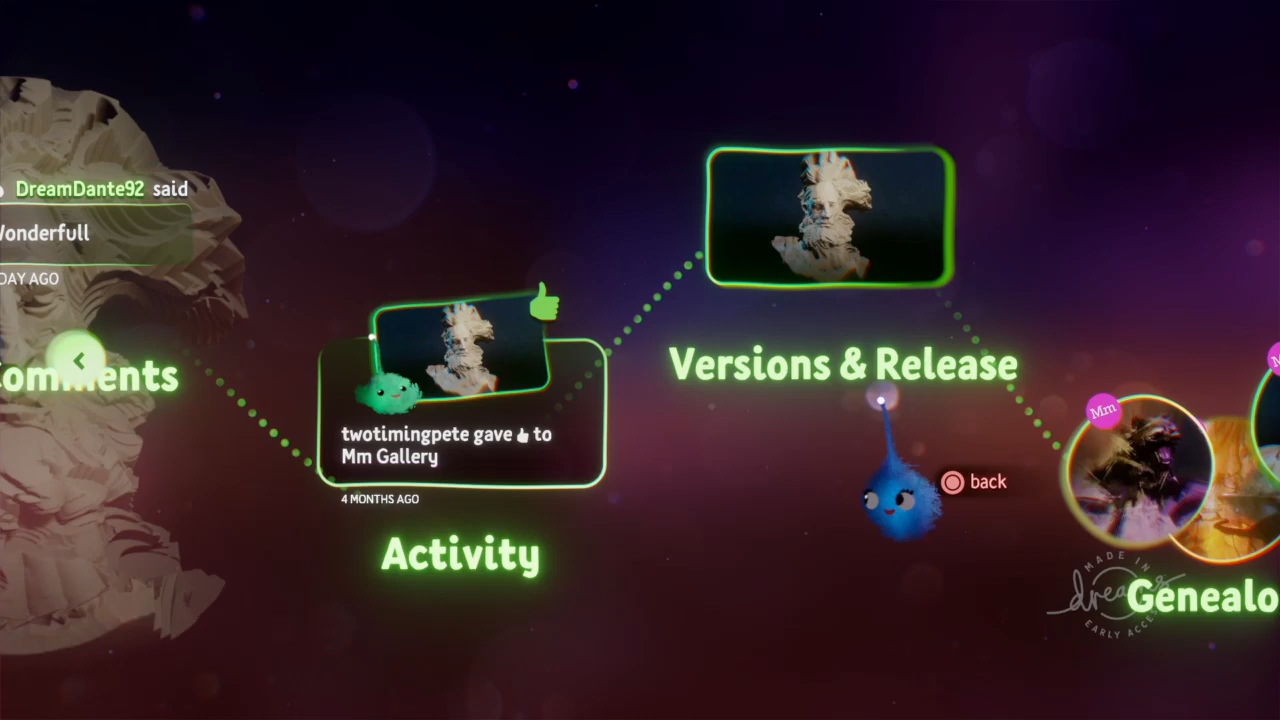 DreamDante92 said
onderfull
DAY AGO
omments
twotimingpete gave to
Mm Gallery
4 MONTHS AGO
Activity
Versions & Release
back
Mm
MADE IN
dreams
EARLY ACCE
Genealo